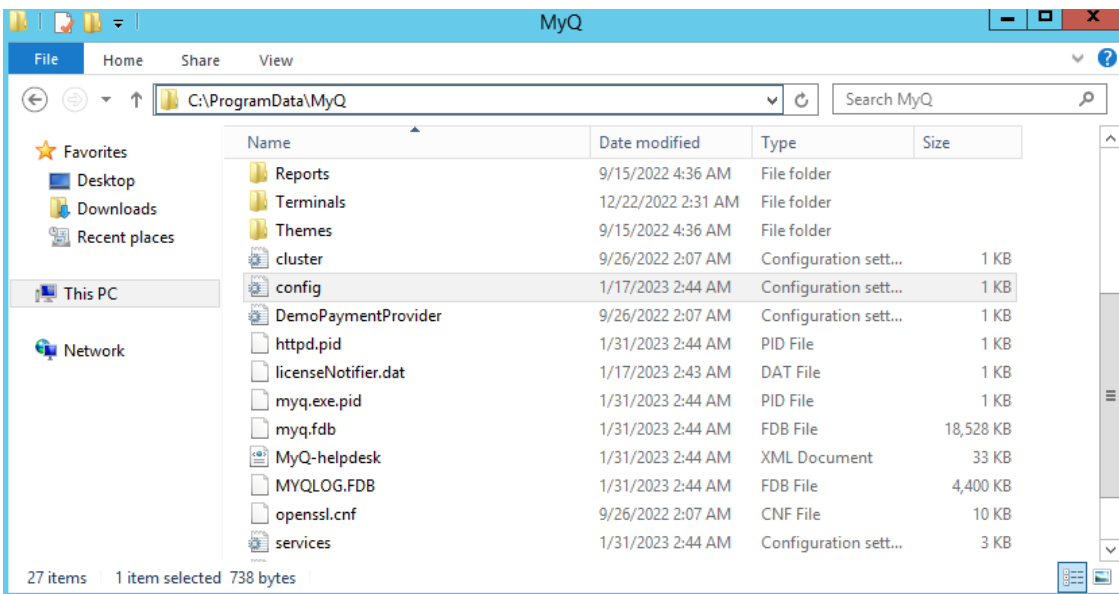 MyQ
File Home Share View
C:\ProgramData\MyQ Search MyQ
Name Date modified Type Size
Favorites
Desktop
Downloads
Recent places
This PC
Network
Reports 9/15/2022 4:36 AM File folder
Terminals 12/22/2022 2:31 AM File folder
Themes 9/15/2022 4:36 AM File folder
cluster 9/26/2022 2:07 AM Configuration sett... 1 KB
config 1/17/2023 2:44 AM Configuration sett... 1 KB
DemoPaymentProvider 9/26/2022 2:07 AM Configuration sett... 1 KB
httpd.pid 1/31/2023 2:44 AM PID File 1 KB
licenseNotifier.dat 1/17/2023 2:43 AM DAT File 1 KB
myq.exe.pid 1/31/2023 2:44 AM PID File 1 KB
myq.fdb 1/31/2023 2:44 AM FDB File 18,528 KB
MyQ-helpdesk 1/31/2023 2:44 AM XML Document 33 KB
MYQLOG.FDB 1/31/2023 2:44 AM FDB File 4,400 KB
openssl.cnf 9/26/2022 2:07 AM CNF File 10 KB
services 1/31/2023 2:44 AM Configuration sett... 3 KB
27 items 1 item selected 738 bytes